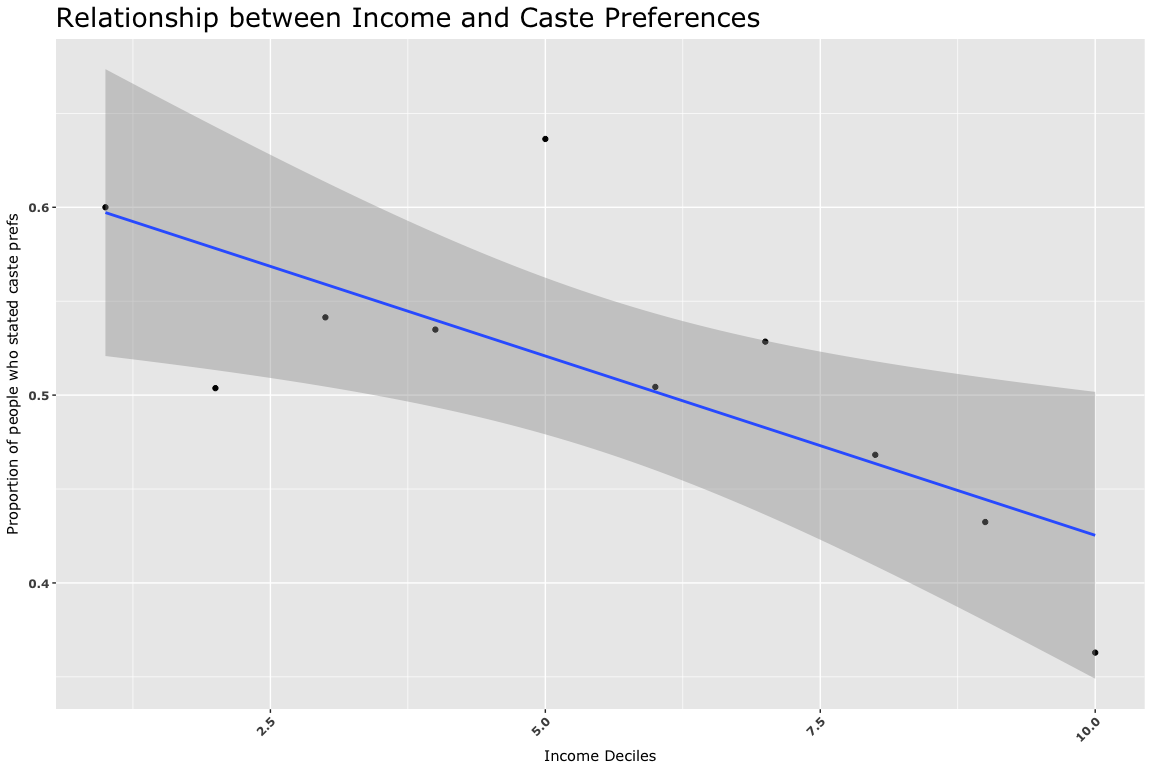 Relationship between Income and Caste Preferences
Proportion of people who stated caste prefs
0.6
0.5
0.4
2.5
5.0
7.5
10.0
Income Deciles